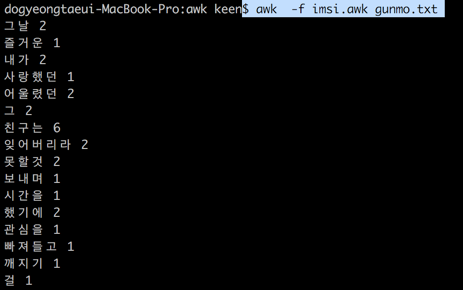 dogyeongtaeui-MacBook-Pro:awk keen$ awk  -f imsi.awk gunmo.txt
그날 2
즐거운 1
내가 2
사랑했던 1
어울렸던 2
그 2
친구는 6
잊어버리라 2
못할것 2
보내며 1
시간을 1
했기에 2
관심을 1
빠져들고 1
깨지기 1
걸 1